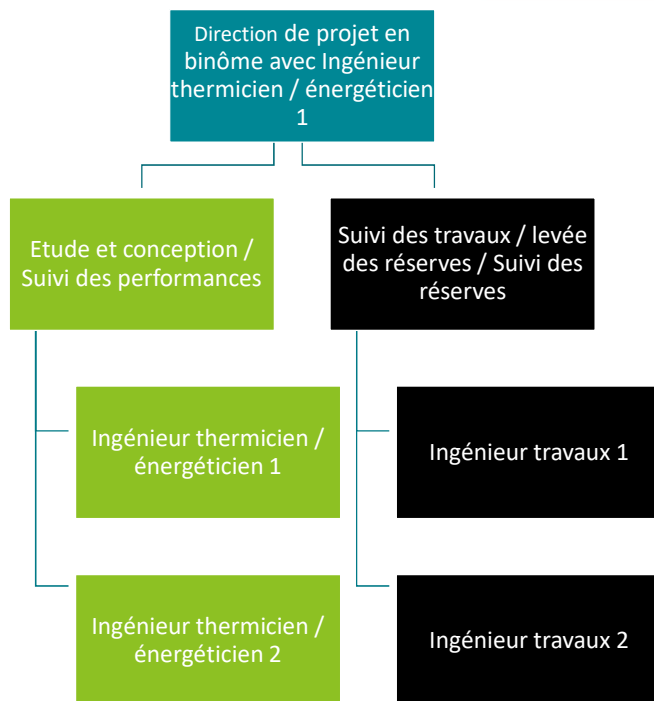 Direction de projet en
binôme avec Ingénieur
thermicien / énergéticien
1
Etude et conception /
Suivi des performances
Suivi des travaux / levée
des réserves / Suivi des
réserves
Ingénieur thermicien /
énergéticien 1
Ingénieur travaux 1
Ingénieur thermicien /
énergéticien 2
Ingénieur travaux 2